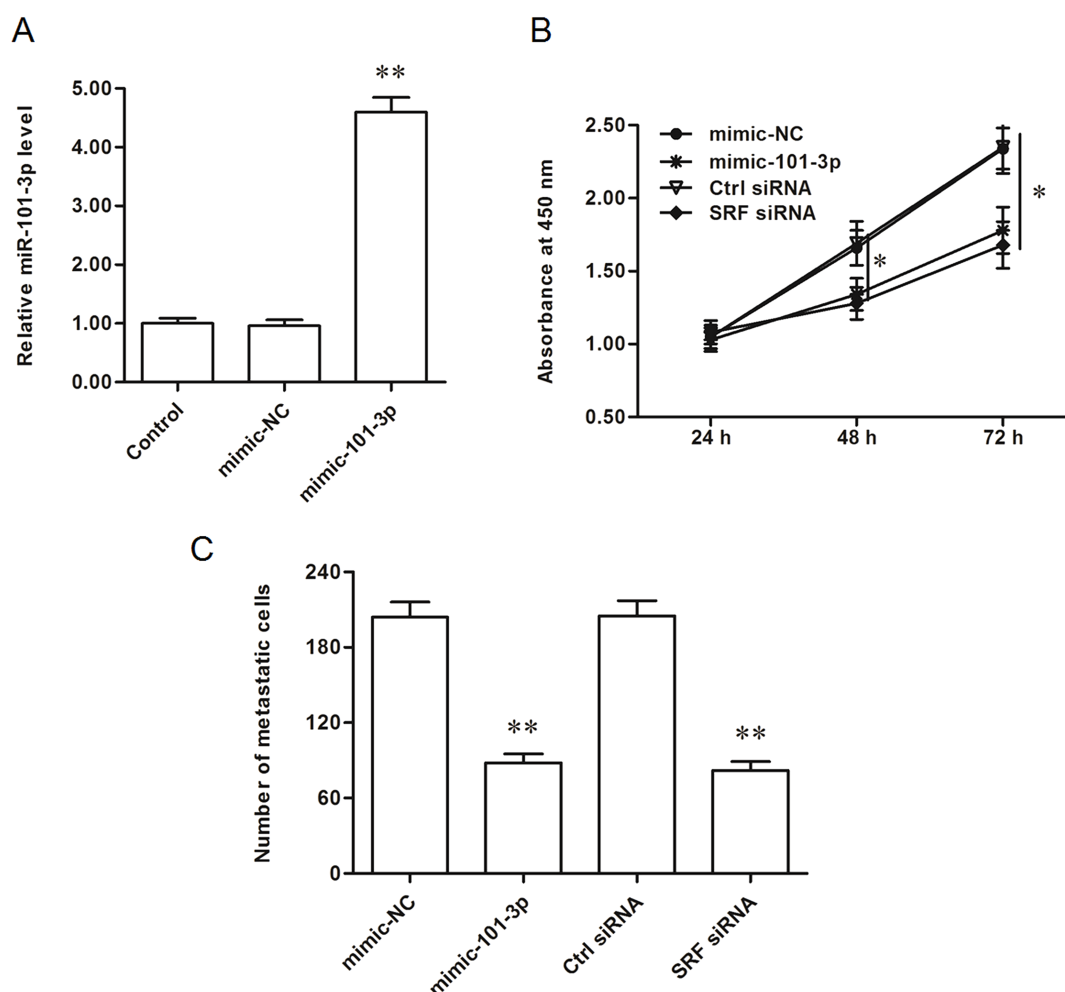 A
Relative miR-101-3p level
5.00
4.00
3.00
2.00
1.00
0.00
**
Control
mimic-NC
mimic-101-3p
B
Absorbance at 450 nm
2.50
2.00
1.50
1.00
0.50
mimic-NC
mimic-101-3p
Ctrl siRNA
SRF siRNA
*
*
24 h
48 h
72 h
C
Number of metastatic cells
240
180
120
60
0
**
**
mimic-NC
mimic-101-3p
Ctrl siRNA
SRF siRNA